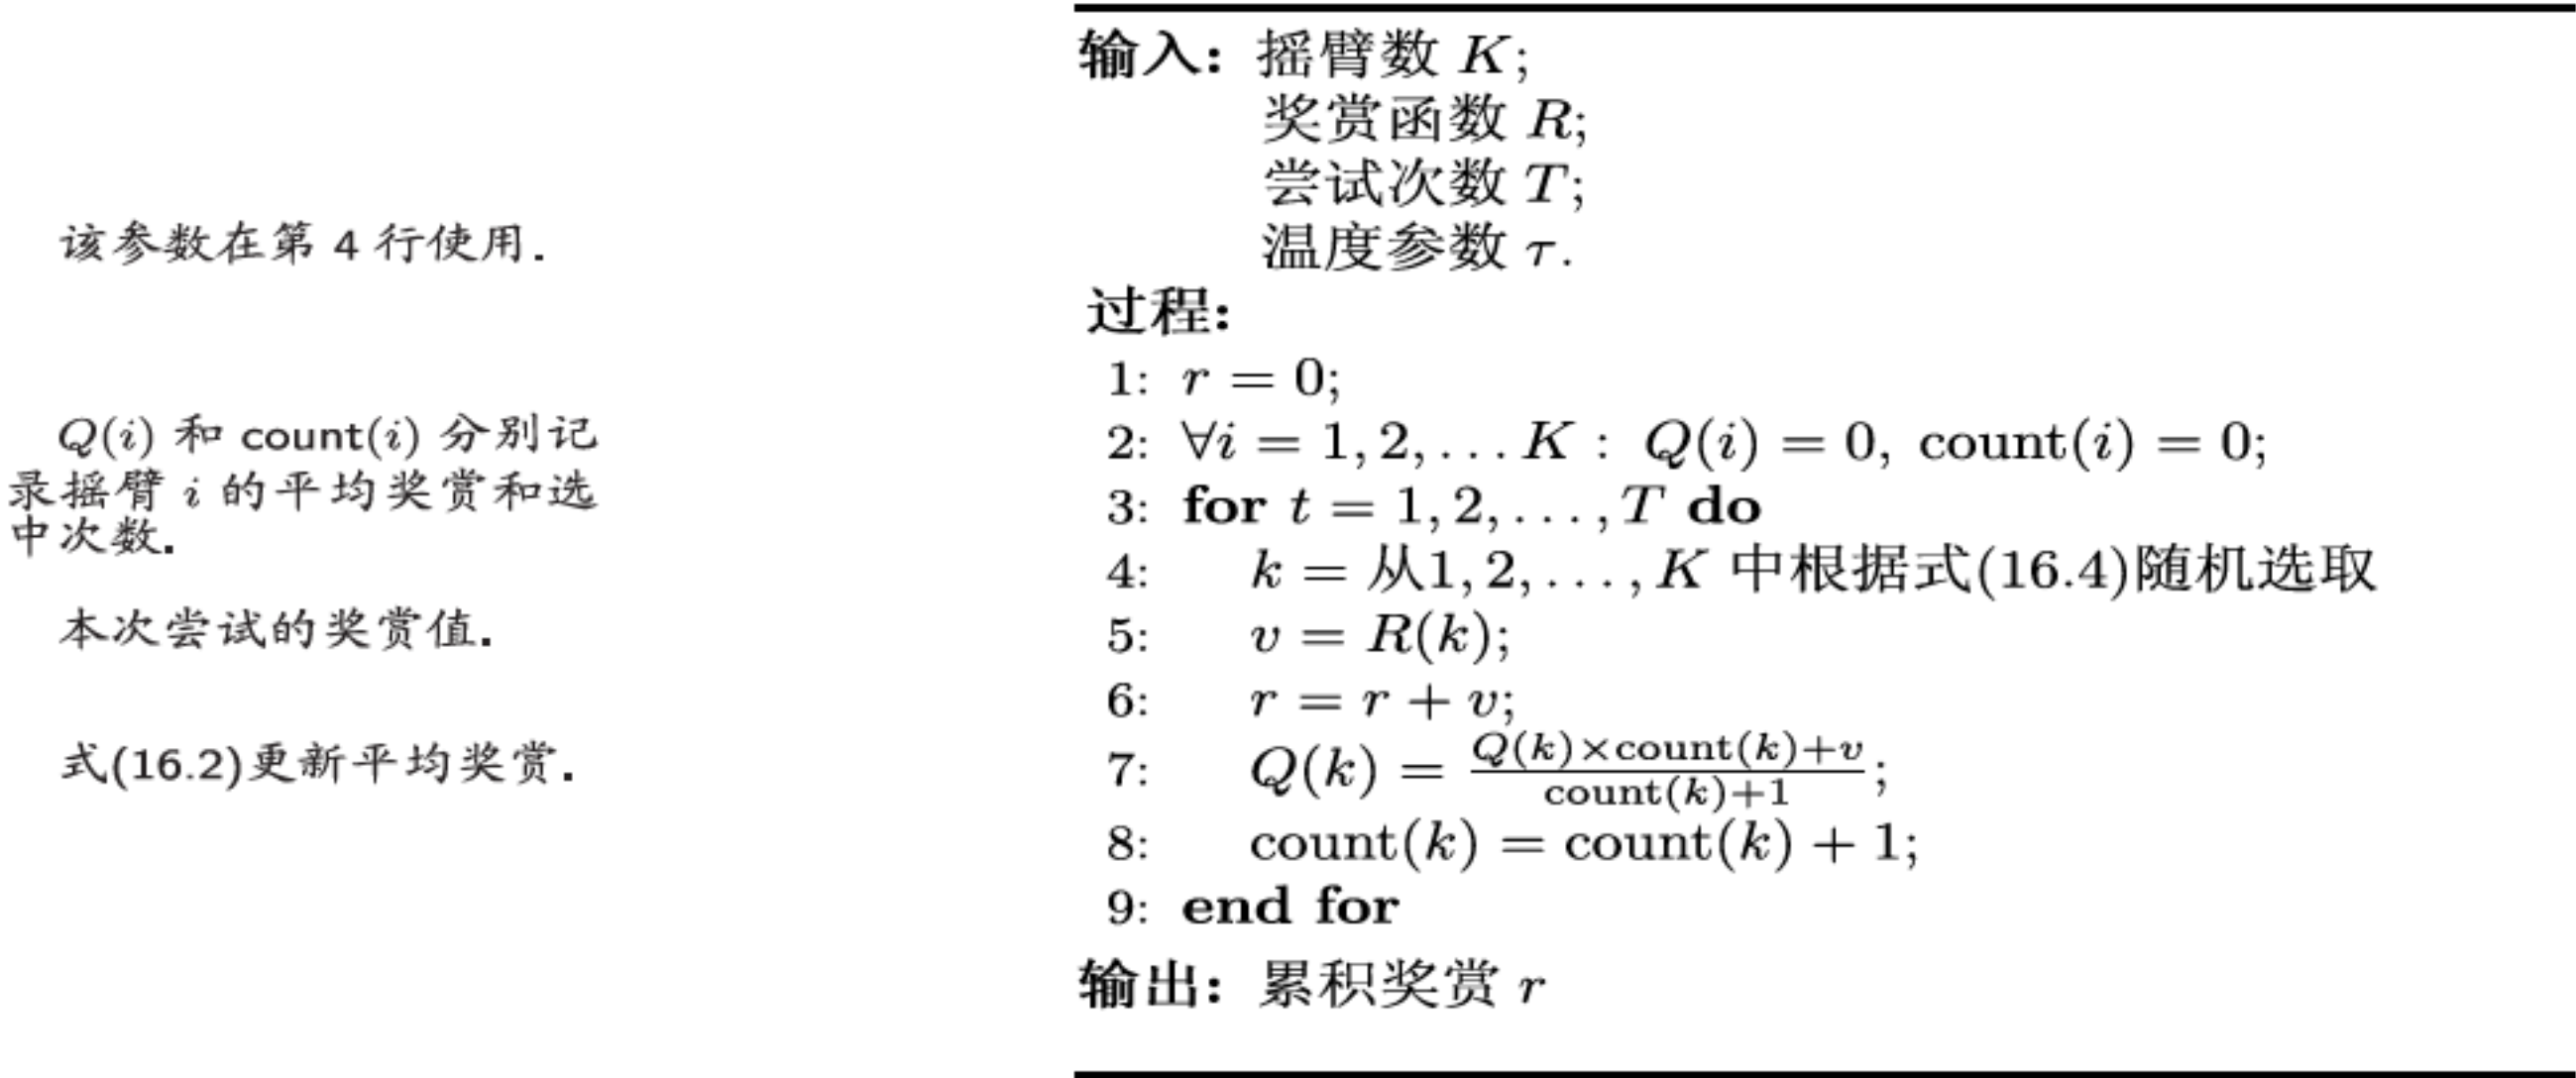 输入: 摇臂数 K;
奖赏函数 R;
尝试次数 T;
该参数在第 4 行使用.
温度参数 τ.
过程:
1: r = 0;
Q(i) 和 count(i) 分别记
录摇臂 i 的平均奖赏和选
中次数.
2: ∀i = 1, 2, ... K : Q(i) = 0, count(i) = 0;
3: for t = 1, 2, ..., T do
4: k = 从1, 2, ..., K 中根据式(16.4)随机选取
本次尝试的奖赏值.
5: v = R(k);
6: r = r + v;
式(16.2)更新平均奖赏.
7: Q(k) = \frac{Q(k)×count(k)+v}{count(k)+1};
8: count(k) = count(k) + 1;
9: end for
输出: 累积奖赏 r